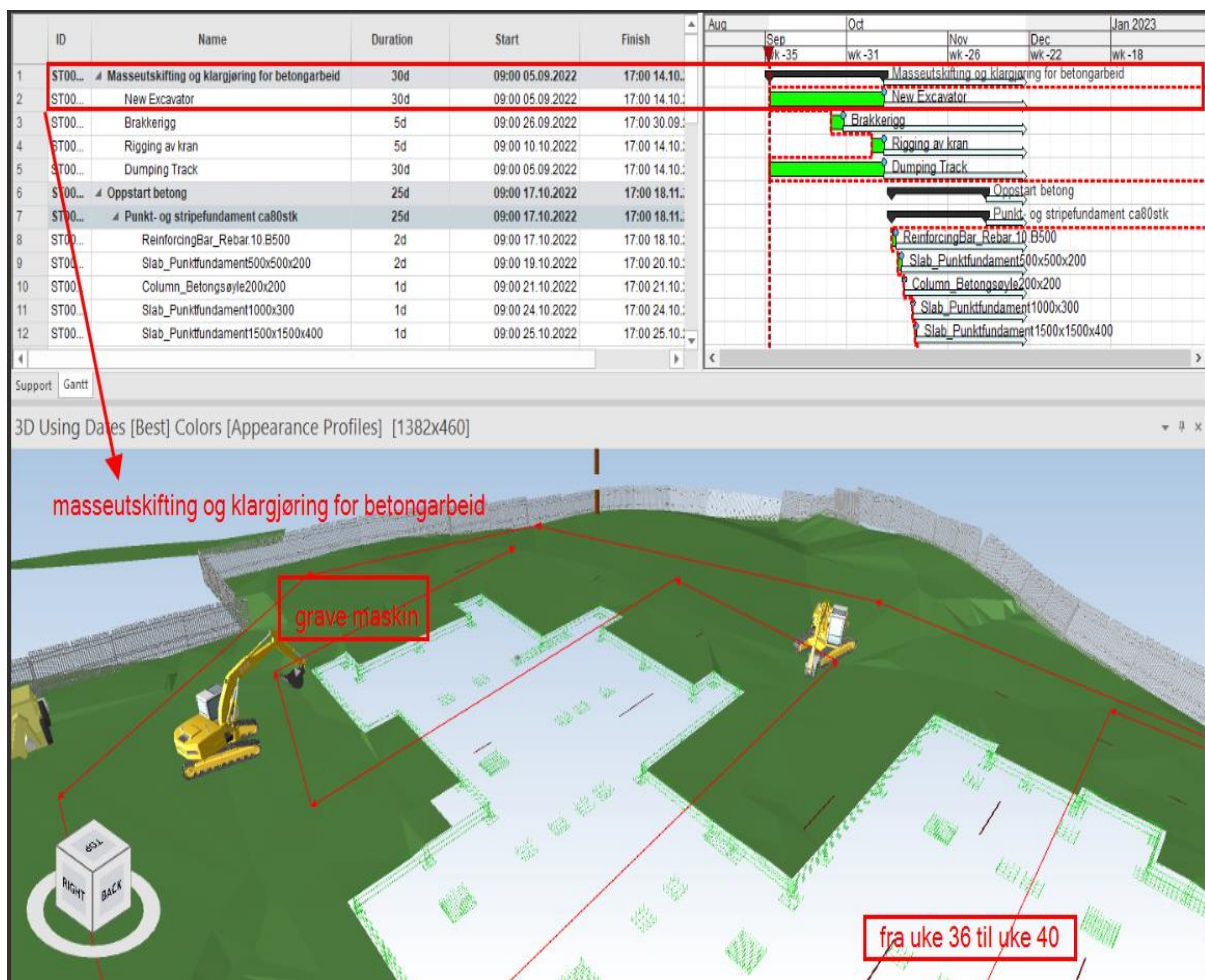 ID Name Duration Start Finish
Aug Oct Jan 2023
Sep Nov Dec
wk -35 wk -31 wk -26 wk -22 wk -18
1 ST00... Masseutskifting og klargjøring for betongarbeid 30d 09:00 05.09.2022 17:00 14.10. Masseutskifting og klargjøring for betongarbeid
2 ST00... New Excavator 30d 09:00 05.09.2022 17:00 14.10. New Excavator
3 ST00... Brakkerigg 5d 09:00 26.09.2022 17:00 30.09. Brakkerigg
4 ST00... Rigging av kran 5d 09:00 10.10.2022 17:00 14.10. Rigging av kran
5 ST00... Dumping Track 30d 09:00 05.09.2022 17:00 14.10. Dumping Track
6 ST00... Oppstart betong 25d 09:00 17.10.2022 17:00 18.11. Oppstart betong
7 ST00... Punkt- og stripefundament ca80stk 25d 09:00 17.10.2022 17:00 18.11. Punkt- og stripefundament ca80stk
8 ST00... ReinforcingBar_Rebar.10.B500 2d 09:00 17.10.2022 17:00 18.10. ReinforcingBar_Rebar.10.B500
9 ST00... Slab_Punktfundament500x500x200 2d 09:00 19.10.2022 17:00 20.10. Slab_Punktfundament500x500x200
10 ST00... Column_Betongsøyle200x200 1d 09:00 21.10.2022 17:00 21.10. Column_Betongsøyle200x200
11 ST00... Slab_Punktfundament1000x300 1d 09:00 24.10.2022 17:00 24.10. Slab_Punktfundament1000x300
12 ST00... Slab_Punktfundament1500x1500x400 1d 09:00 25.10.2022 17:00 25.10. Slab_Punktfundament1500x1500x400
Support Gantt
3D Using Dates [Best] Colors [Appearance Profiles] [1382x460]
masseutskifting og klargjøring for betongarbeid
grave maskin
TOP
RIGHT BACK
fra uke 36 til uke 40